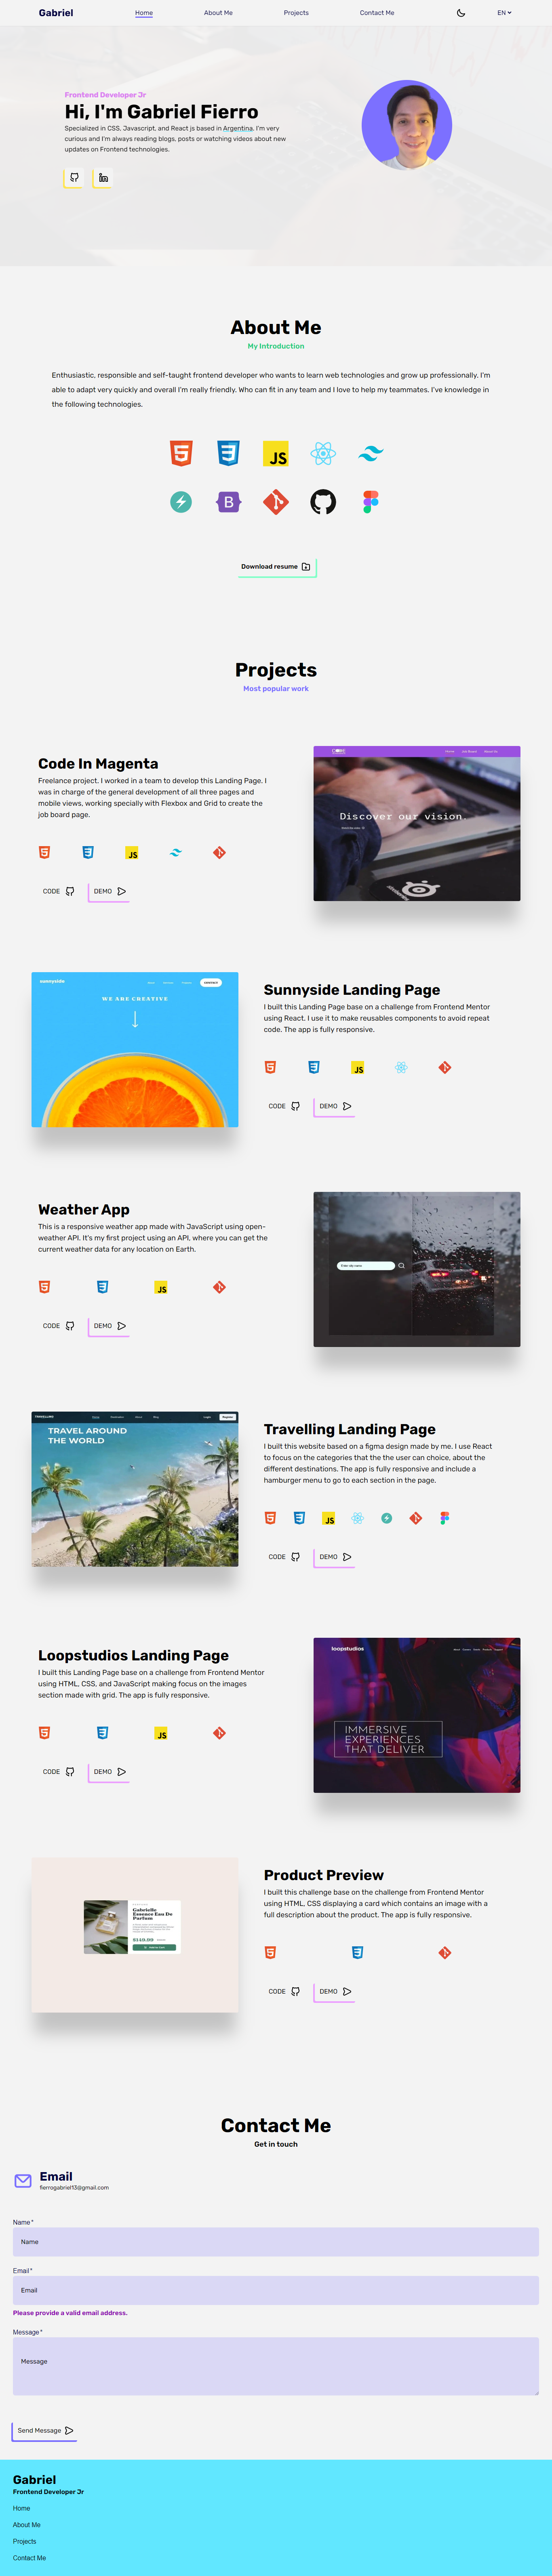 Gabriel
Home
About Me
Projects
Contact Me
EN
Frontend Developer Jr
Hi, I'm Gabriel Fierro
Specialized in CSS, Javascript, and React js based in Argentina. I'm very
curious and I'm always reading blogs, posts or watching videos about new
updates on Frontend technologies.
About Me
My Introduction
Enthusiastic, responsible and self-taught frontend developer who wants to learn web technologies and grow up professionally. I'm
able to adapt very quickly and overall I'm really friendly. Who can fit in any team and I love to help my teammates. I've knowledge in
the following technologies.
JS
B
Download resume
Projects
Most popular work
Code In Magenta
Freelance project. I worked in a team to develop this Landing Page. I
was in charge of the general development of all three pages and
mobile views, working specially with Flexbox and Grid to create the
job board page.
JS
CODE
DEMO
Discover our vision.
sunnyside
CONTACT
WE ARE CREATIVE
Sunnyside Landing Page
I built this Landing Page base on a challenge from Frontend Mentor
using React. I use it to make reusables components to avoid repeat
code. The app is fully responsive.
JS
CODE
DEMO
Weather App
This is a responsive weather app made with JavaScript using open-
weather API. It's my first project using an API, where you can get the
current weather data for any location on Earth.
JS
CODE
DEMO
Enter city name
TRAVELLING
Login
Register
TRAVEL AROUND
THE WORLD
Travelling Landing Page
I built this website based on a figma design made by me. I use React
to focus on the categories that the the user can choice, about the
different destinations. The app is fully responsive and include a
hamburger menu to go to each section in the page.
JS
CODE
DEMO
Loopstudios Landing Page
I built this Landing Page base on a challenge from Frontend Mentor
using HTML, CSS, and JavaScript making focus on the images
section made with grid. The app is fully responsive.
JS
CODE
DEMO
loopstudios
IMMERSIVE
EXPERIENCES
THAT DELIVER
Gabrielle
Essence Eau De
Parfum
$149.99
Product Preview
I built this challenge base on the challenge from Frontend Mentor
using HTML, CSS displaying a card which contains an image with a
full description about the product. The app is fully responsive.
CODE
DEMO
Contact Me
Get in touch
Email
fierrogabriel13@gmail.com
Name*
Name
Email*
Email
Please provide a valid email address.
Message*
Message
Send Message
Gabriel
Frontend Developer Jr
Home
About Me
Projects
Contact Me